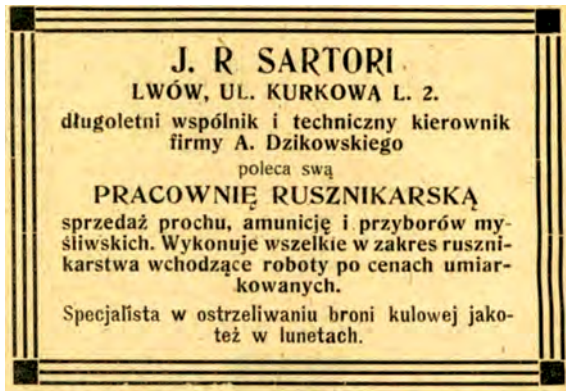 J. R SARTORI
LWÓW, UL. KURKOWA L. 2.
długoletni wspólnik i techniczny kierownik
firmy A. Dzikowskiego
poleca swą
PRACOWNIĘ RUSZNIKARSKĄ
sprzedaż prochu, amunicję i przyborów my-
śliwskich. Wykonuje wszelkie w zakres ruszni-
karstwa wchodzące roboty po cenach umiar-
kowanych.
Specjalista w ostrzeliwaniu broni kulowej jako-
też w lunetach.